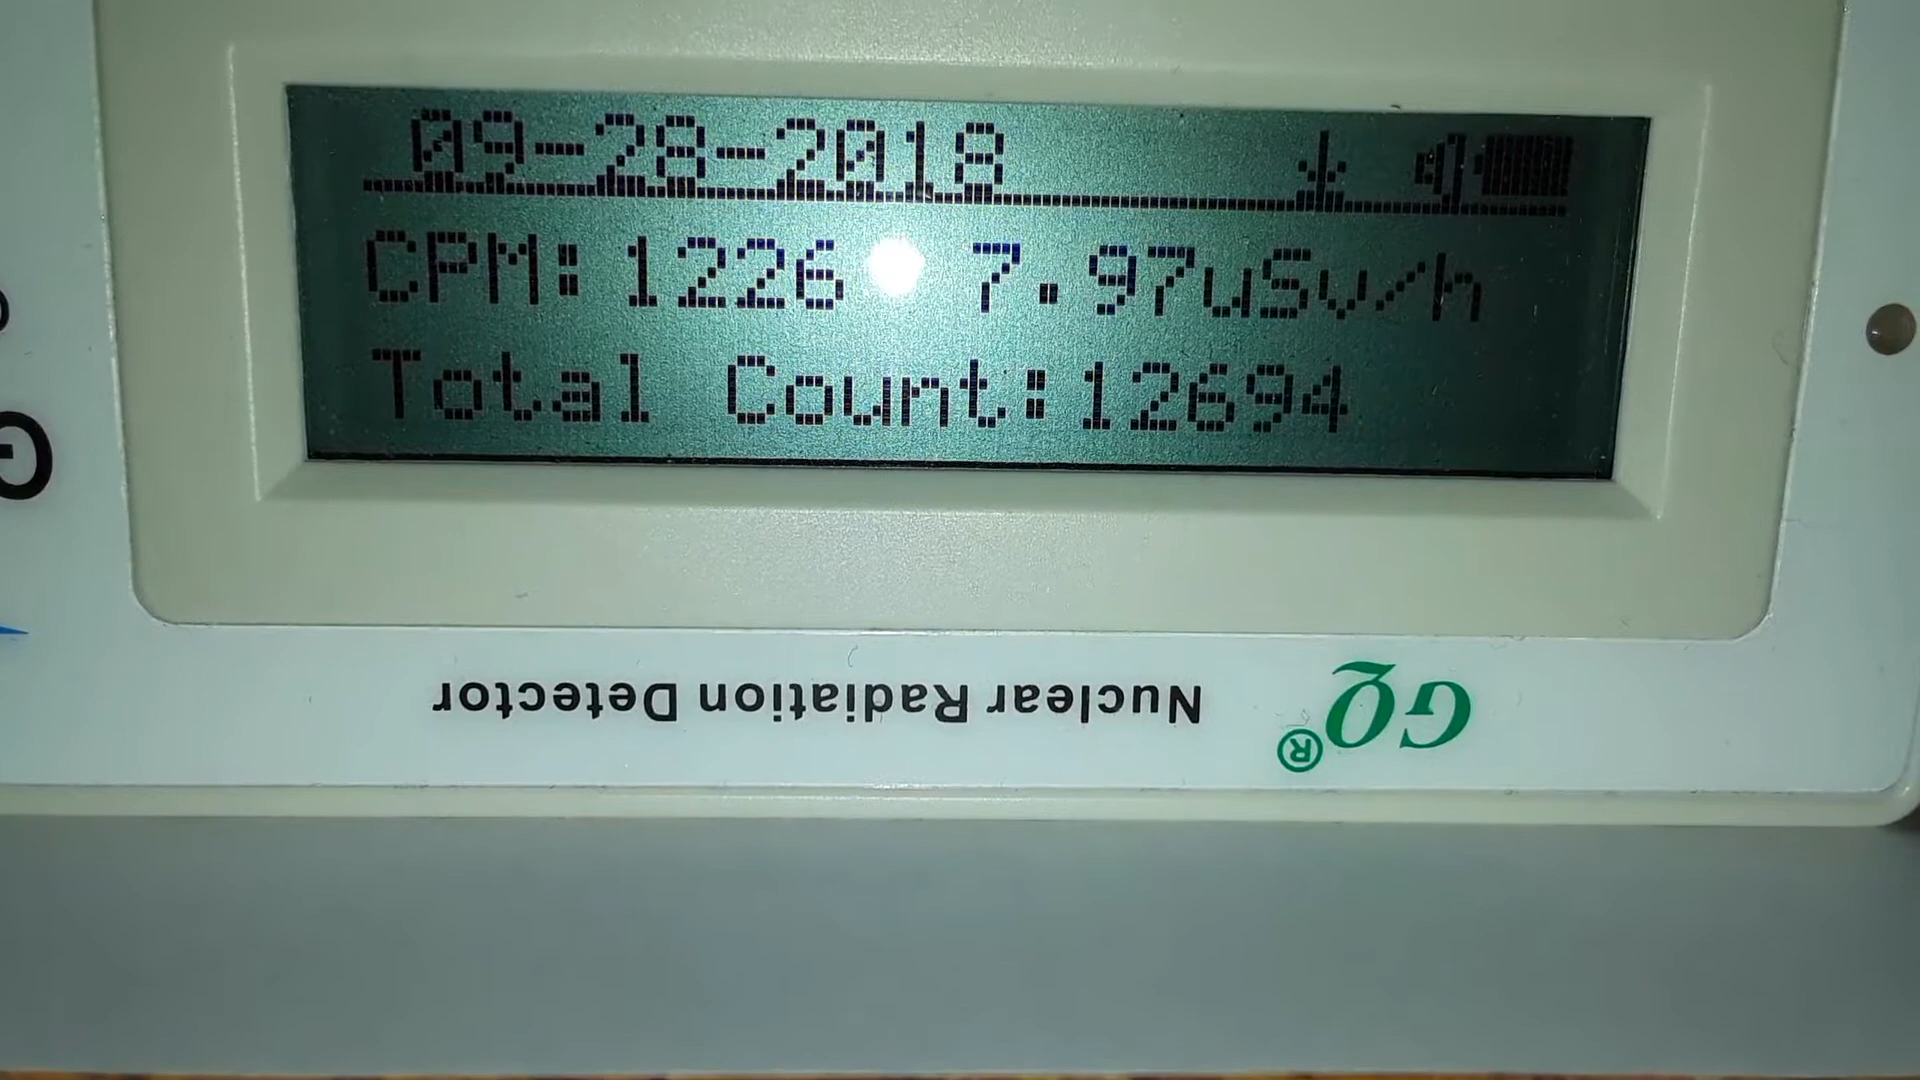 09-28-2018
CPM:1226 7.97uSv/h
Total Count:12694
GQ®
Nuclear Radiation Detector